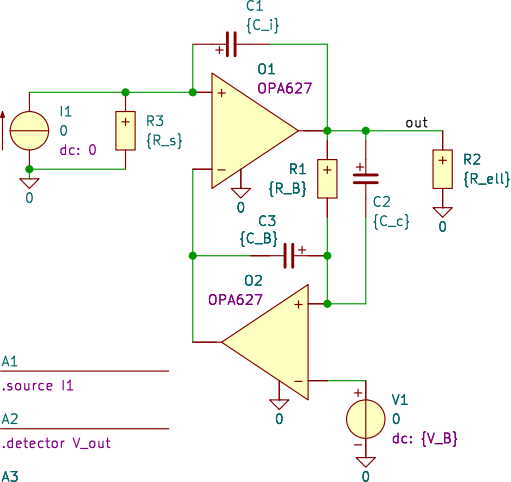 C1
{C_i}
O1
OPA627
I1
0
dc: 0
R3
{R_s}
out
R1
{R_B}
R2
{R_ell}
C2
{C_c}
C3
{C_B}
O2
OPA627
0
0
0
0
0
V1
0
dc: {V_B}
A1
.source I1
A2
.detector V_out
A3